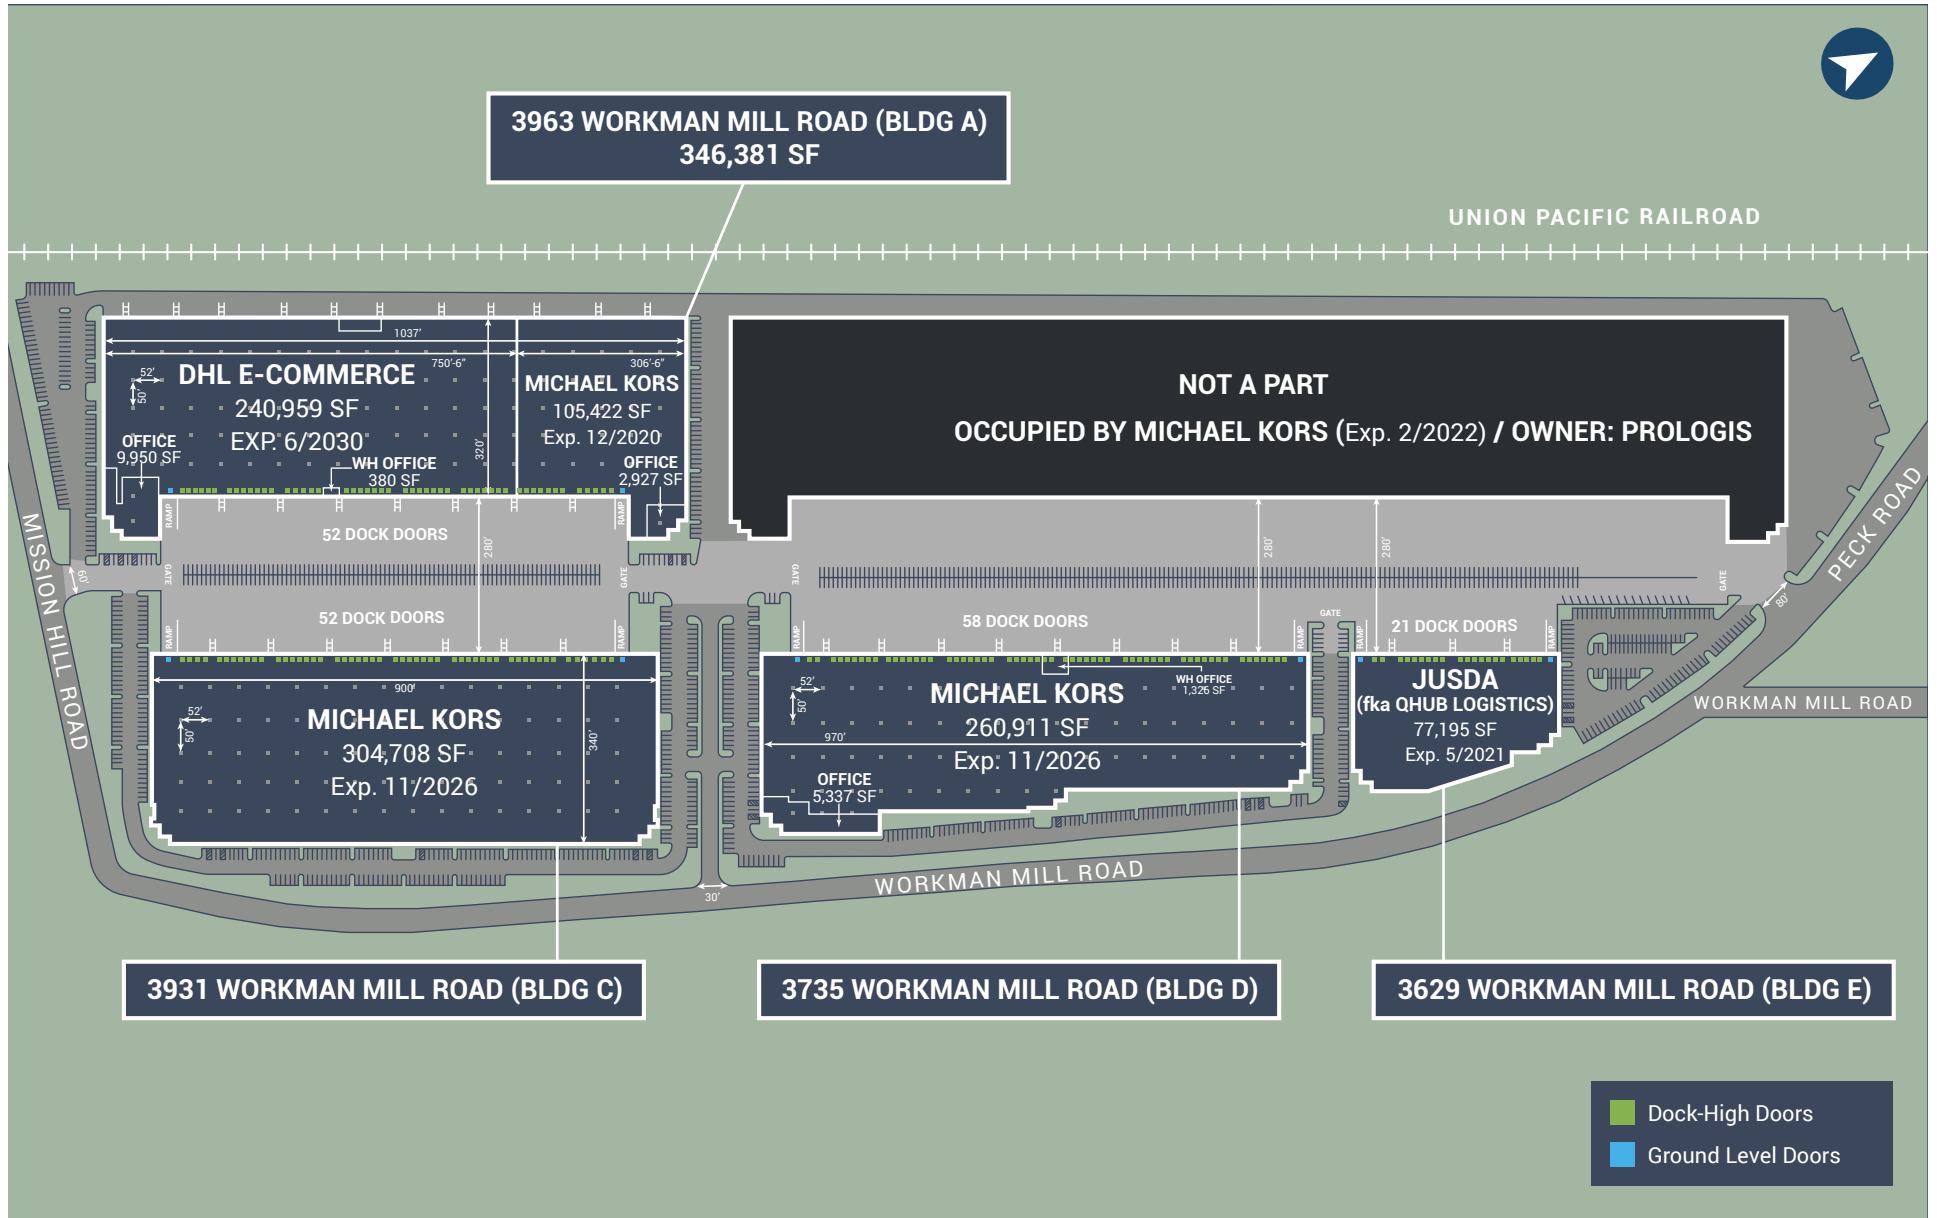 3963 WORKMAN MILL ROAD (BLDG A)
346,381 SF
UNION PACIFIC RAILROAD
1037'
750'-6"
306'-6"
52'
50'
DHL E-COMMERCE
240,959 SF
EXP. 6/2030
320'
OFFICE
9,950 SF
WH OFFICE
380 SF
MICHAEL KORS
105,422 SF
Exp. 12/2020
OFFICE
2,927 SF
NOT A PART
OCCUPIED BY MICHAEL KORS (Exp. 2/2022) / OWNER: PROLOGIS
RAMP
RAMP
52 DOCK DOORS
280'
280'
280'
GATE
GATE
GATE
GATE
GATE
60'
80'
MISSION HILL ROAD
PECK ROAD
52 DOCK DOORS
RAMP
RAMP
58 DOCK DOORS
RAMP
RAMP
21 DOCK DOORS
RAMP
RAMP
900'
52'
50'
MICHAEL KORS
304,708 SF
Exp. 11/2026
340'
52'
50'
MICHAEL KORS
260,911 SF
Exp. 11/2026
WH OFFICE
1,326 SF
970'
OFFICE
5,337 SF
JUSDA
(fka QHUB LOGISTICS)
77,195 SF
Exp. 5/2021
WORKMAN MILL ROAD
WORKMAN MILL ROAD
30'
3931 WORKMAN MILL ROAD (BLDG C)
3735 WORKMAN MILL ROAD (BLDG D)
3629 WORKMAN MILL ROAD (BLDG E)
Dock-High Doors
Ground Level Doors